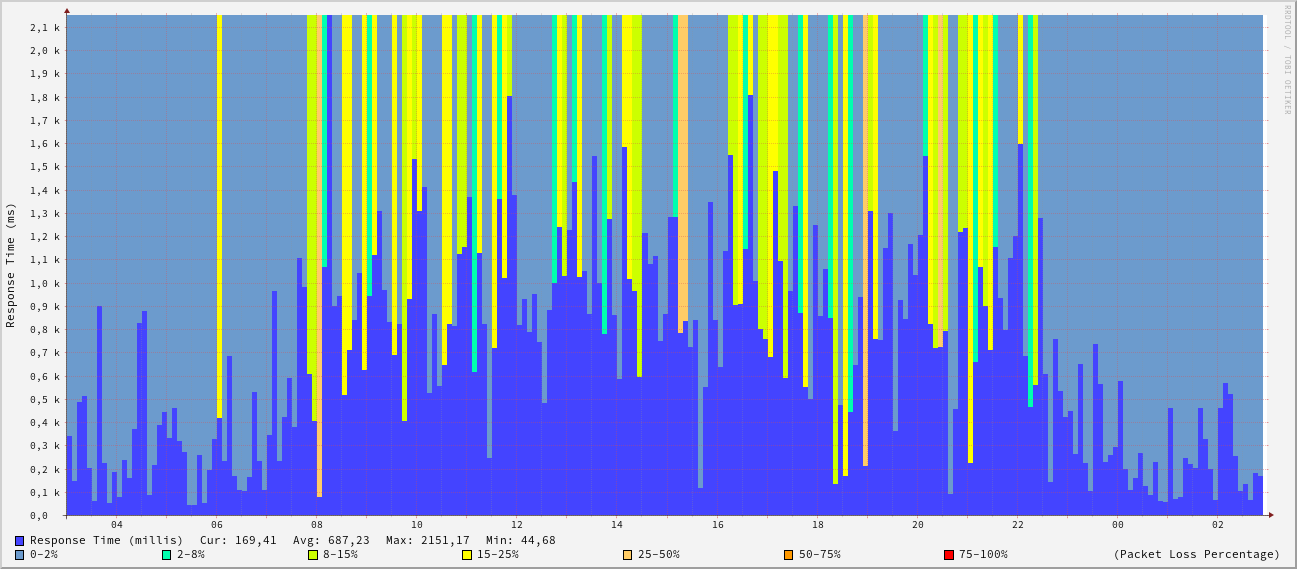 RRDTOOL / TOBI OETIKER
Response Time (ms)
2,1 k
2,0 k
1,9 k
1,8 k
1,7 k
1,6 k
1,5 k
1,4 k
1,3 k
1,2 k
1,1 k
1,0 k
0,9 k
0,8 k
0,7 k
0,6 k
0,5 k
0,4 k
0,3 k
0,2 k
0,1 k
0,0
04 06 08 10 12 14 16 18 20 22 00 02
Response Time (millis) Cur: 169,41 Avg: 687,23 Max: 2151,17 Min: 44,68
0-2% 2-8% 8-15% 15-25% 25-50% 50-75% 75-100% (Packet Loss Percentage)